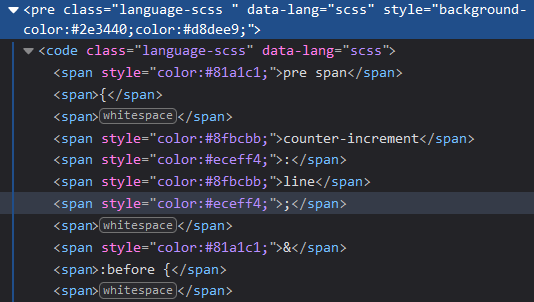 <pre class="language-scss " data-lang="scss" style="background-
color:#2e3440;color:#d8dee9;">
<code class="language-scss" data-lang="scss">
<span style="color:#81a1c1;">pre span</span>
<span>{</span>
<span>whitespace</span>
<span style="color:#8fbcbb;">counter-increment</span>
<span style="color:#eceff4;">:</span>
<span style="color:#8fbcbb;">line</span>
<span style="color:#eceff4;">;</span>
<span>whitespace</span>
<span style="color:#81a1c1;">&</span>
<span>:before {</span>
<span>whitespace</span>